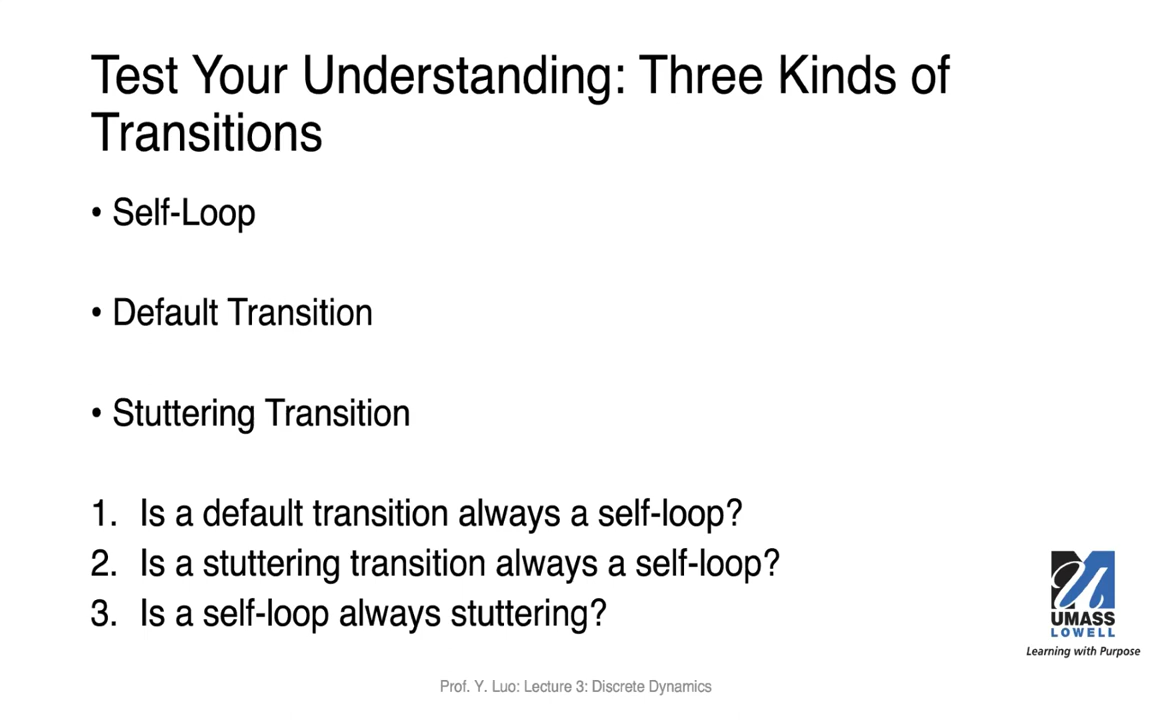 Test Your Understanding: Three Kinds of
Transitions
• Self-Loop
• Default Transition
• Stuttering Transition
1. Is a default transition always a self-loop?
2. Is a stuttering transition always a self-loop?
3. Is a self-loop always stuttering?
UMASS
LOWELL
Learning with Purpose
Prof. Y. Luo: Lecture 3: Discrete Dynamics